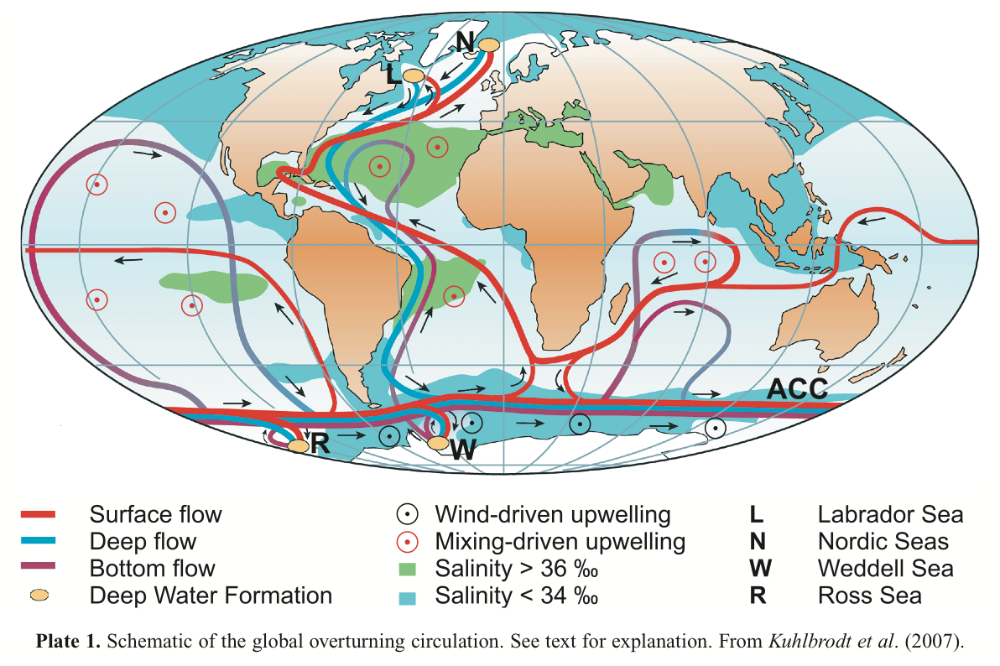 N
L
ACC
R
W
Surface flow
Deep flow
Bottom flow
Deep Water Formation
Wind-driven upwelling
Mixing-driven upwelling
Salinity > 36 ‰
Salinity < 34 ‰
L Labrador Sea
N Nordic Seas
W Weddell Sea
R Ross Sea
Plate 1. Schematic of the global overturning circulation. See text for explanation. From Kuhlbrodt et al. (2007).